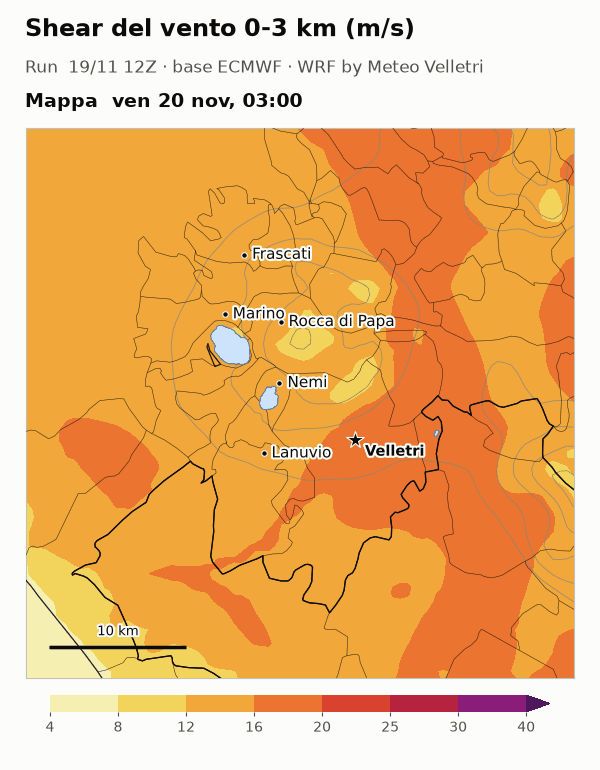 Shear del vento 0-3 km (m/s)
Run  19/11 12Z · base ECMWF · WRF by Meteo Velletri
Mappa  ven 20 nov, 03:00
Frascati
Marino
Rocca di Papa
Nemi
Velletri
Lanuvio
10 km
4 8 12 16 20 25 30 40